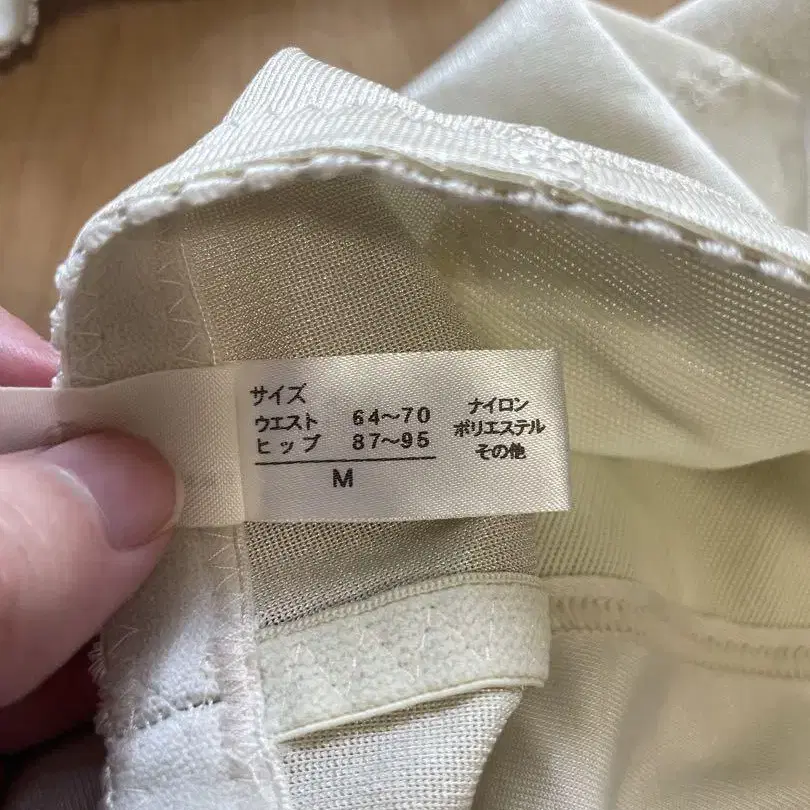 サイズ
ウエスト 64〜70
ヒップ 87〜95
M
ナイロン
ポリエステル
その他